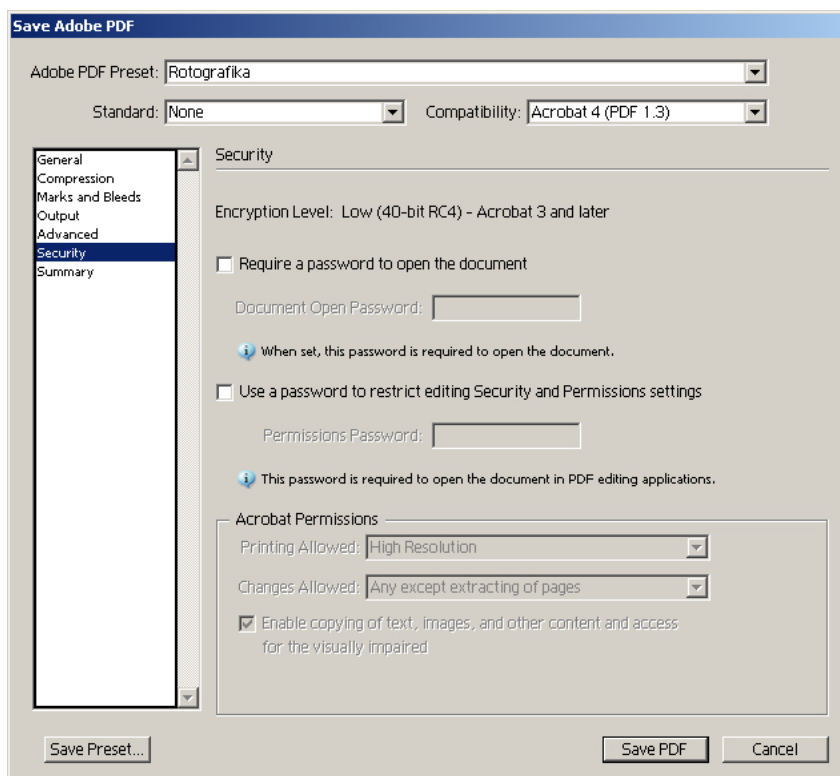 Save Adobe PDF
Adobe PDF Preset: Rotografika
Standard: None Compatibility: Acrobat 4 (PDF 1.3)
General
Compression
Marks and Bleeds
Output
Advanced
Security
Summary
Security
Encryption Level: Low (40-bit RC4) - Acrobat 3 and later
Require a password to open the document
Document Open Password:
When set, this password is required to open the document.
Use a password to restrict editing Security and Permissions settings
Permissions Password:
This password is required to open the document in PDF editing applications.
Acrobat Permissions
Printing Allowed: High Resolution
Changes Allowed: Any except extracting of pages
Enable copying of text, images, and other content and access
for the visually impaired
Save Preset... Save PDF Cancel